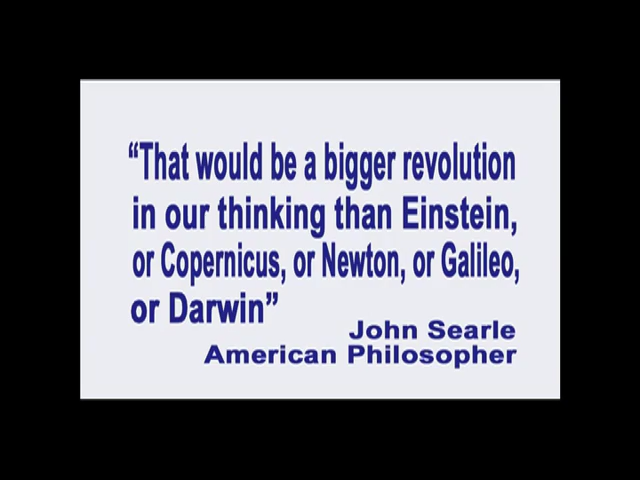 “That would be a bigger revolution
in our thinking than Einstein,
or Copernicus, or Newton, or Galileo,
or Darwin”
John Searle
American Philosopher